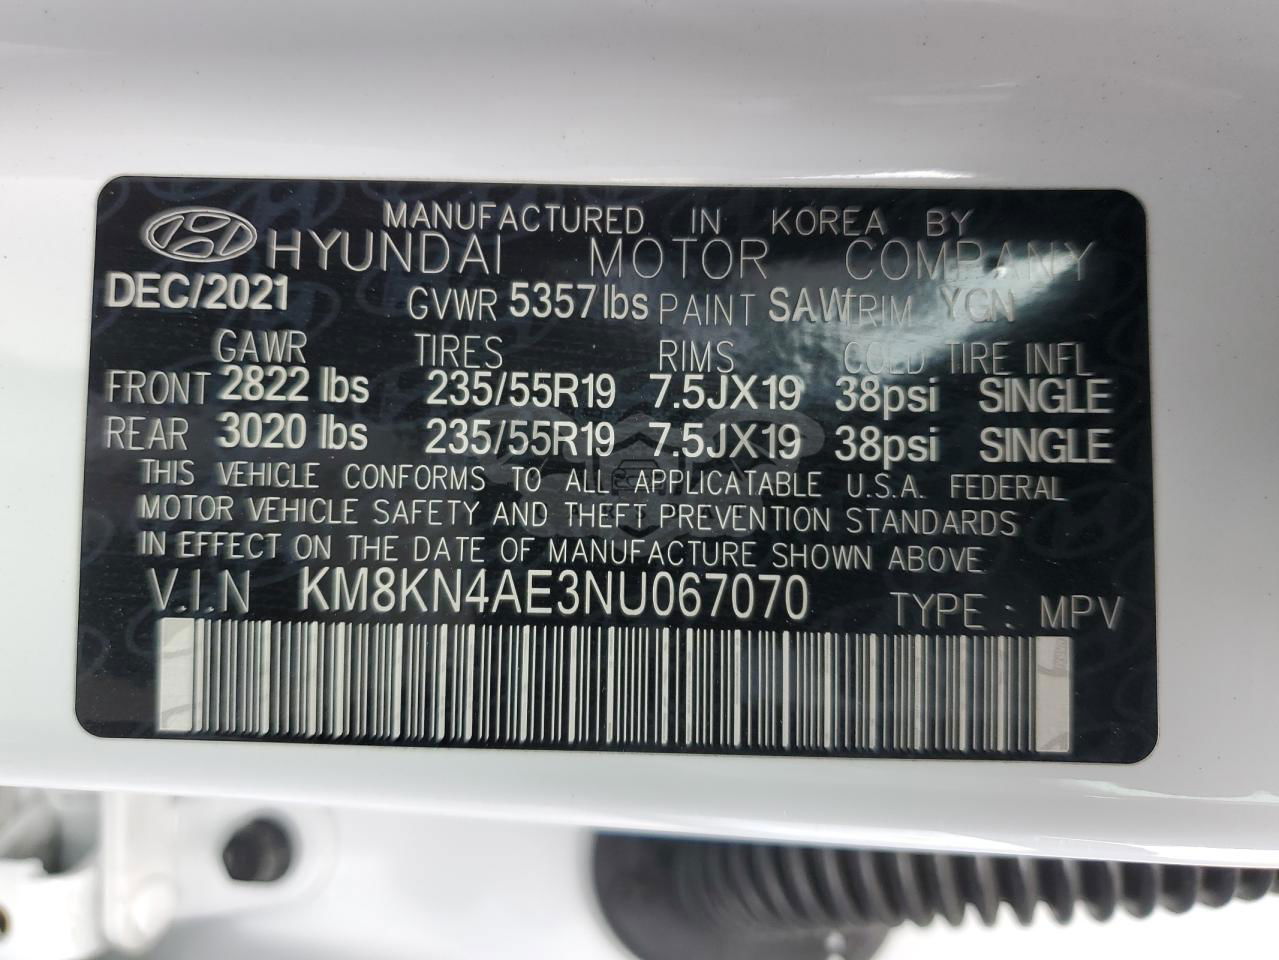 MANUFACTURED IN KOREA BY
HYUNDAI MOTOR COMPANY
DEC/2021 GVWR 5357lbs PAINT SAW TRIM YGN
GAWR TIRES RIMS COLD TIRE INFL
FRONT 2822 lbs 235/55R19 7.5JX19 38psi SINGLE
REAR 3020 lbs 235/55R19 7.5JX19 38psi SINGLE
THIS VEHICLE CONFORMS TO ALL APPLICATABLE U.S.A. FEDERAL
MOTOR VEHICLE SAFETY AND THEFT PREVENTION STANDARDS
IN EFFECT ON THE DATE OF MANUFACTURE SHOWN ABOVE
V.I.N KM8KN4AE3NU067070 TYPE : MPV